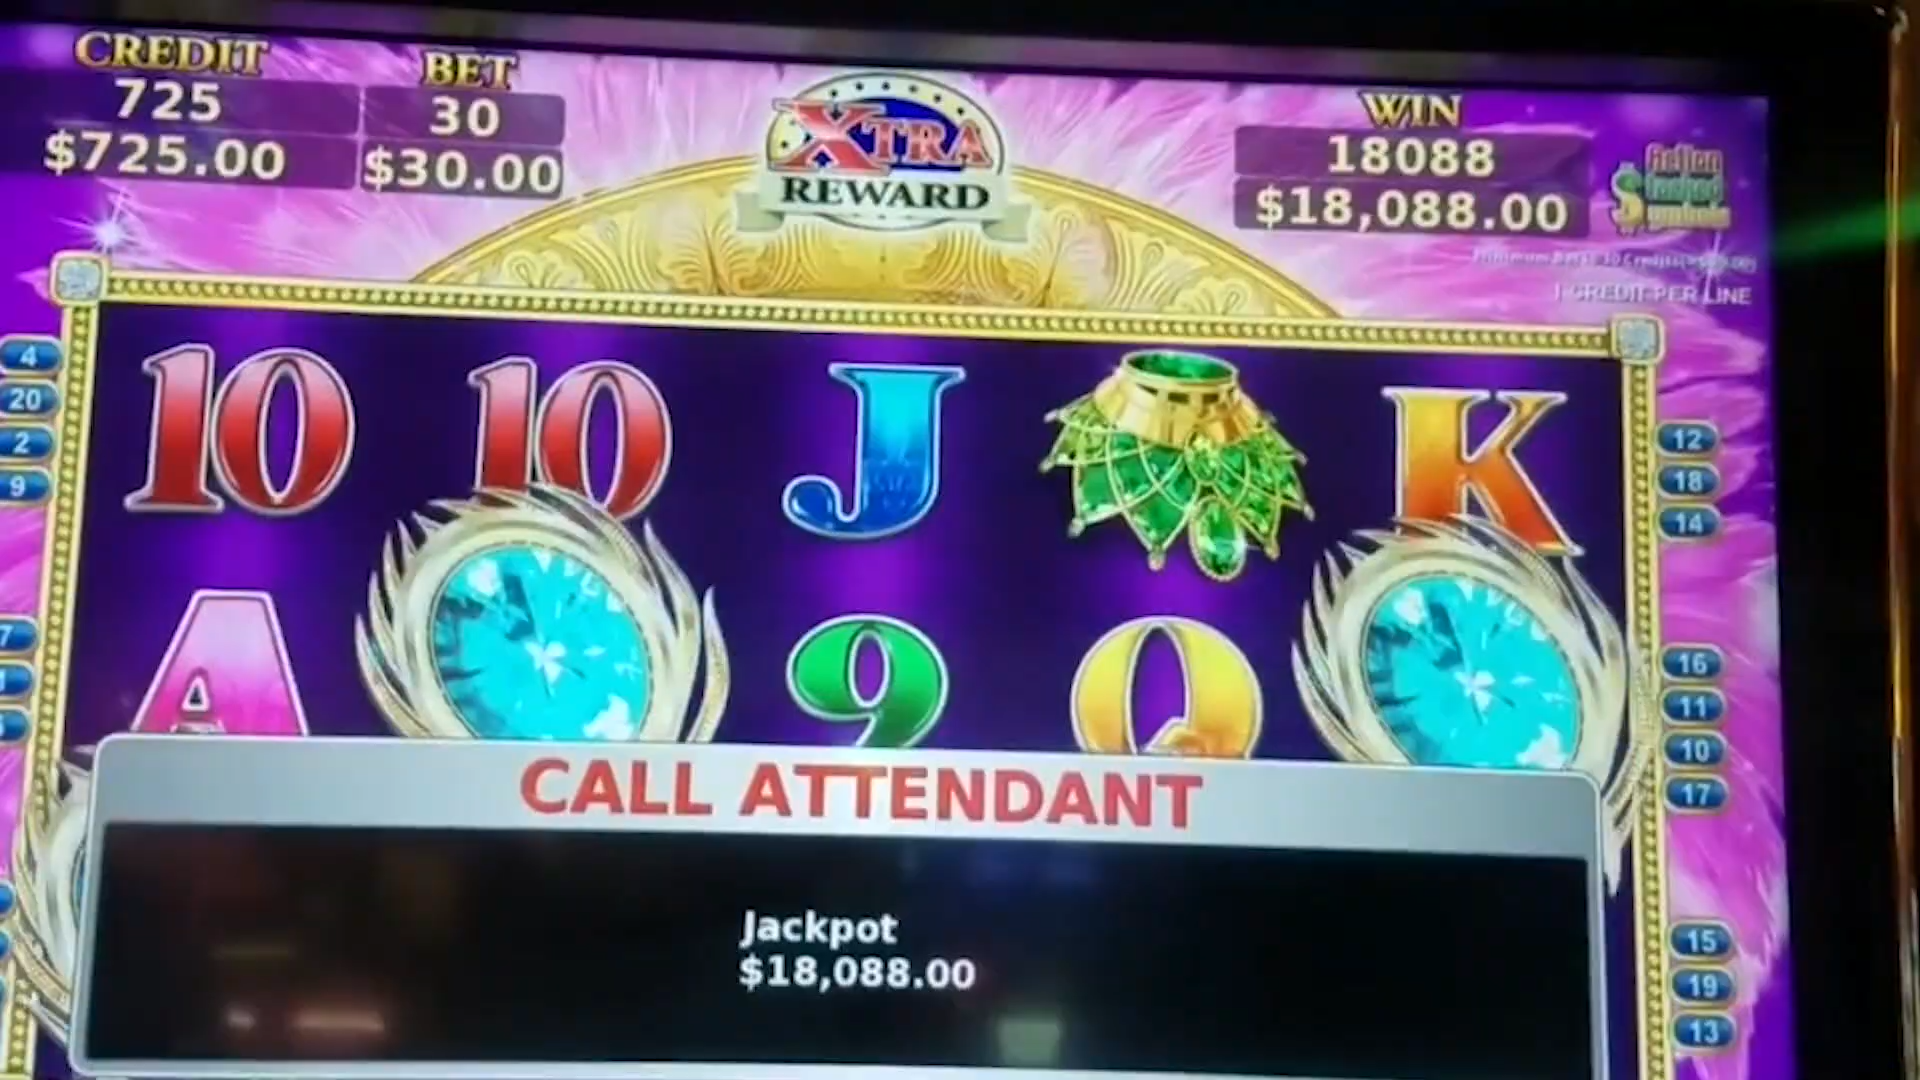 CREDIT
725
$725.00
BET
30
$30.00
XTRA
REWARD
WIN
18088
$18,088.00
1 CREDIT PER LINE
4
20
2
9
10
10
J
K
12
18
14
7
A
9
Q
16
11
10
17
CALL ATTENDANT
Jackpot
$18,088.00
15
19
13